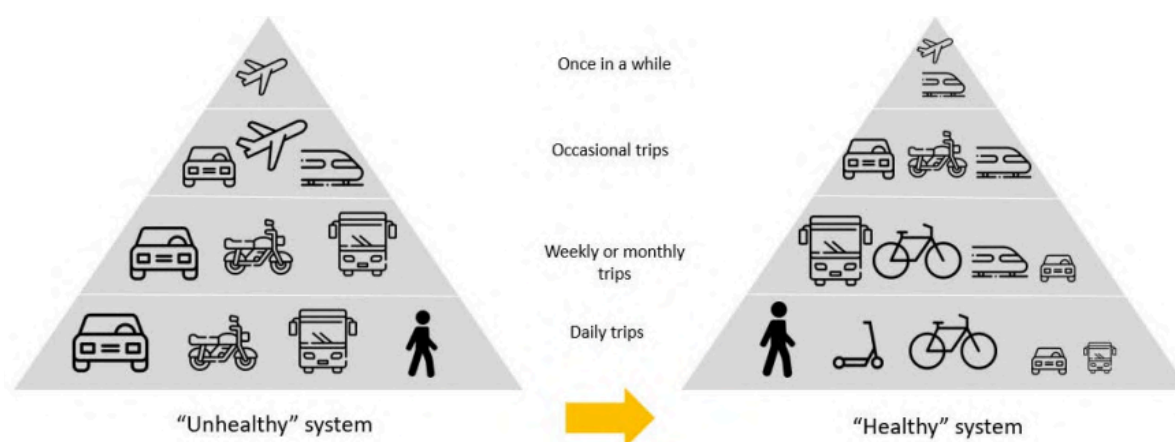 Once in a while
Occasional trips
Weekly or monthly
trips
Daily trips
“Unhealthy” system
“Healthy” system